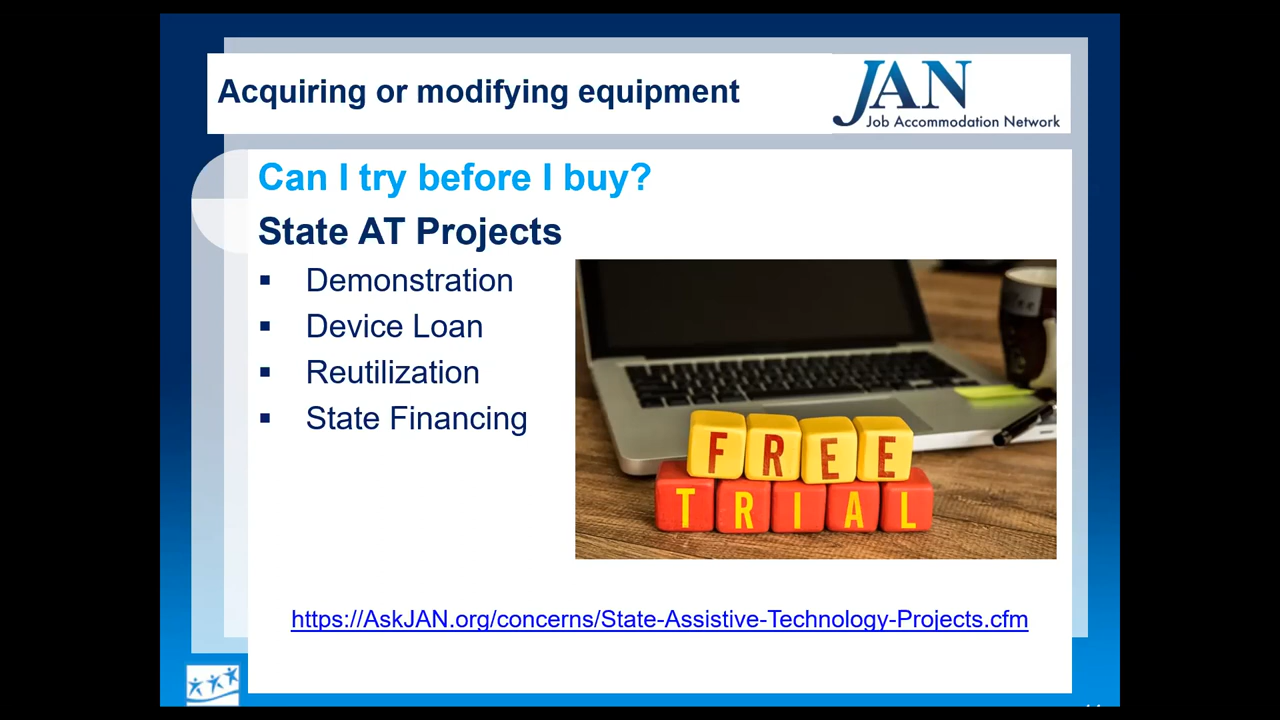 Acquiring or modifying equipment
JAN
Job Accommodation Network
Can I try before I buy?
State AT Projects
▪ Demonstration
▪ Device Loan
▪ Reutilization
▪ State Financing
FREE
TRIAL
https://AskJAN.org/concerns/State-Assistive-Technology-Projects.cfm